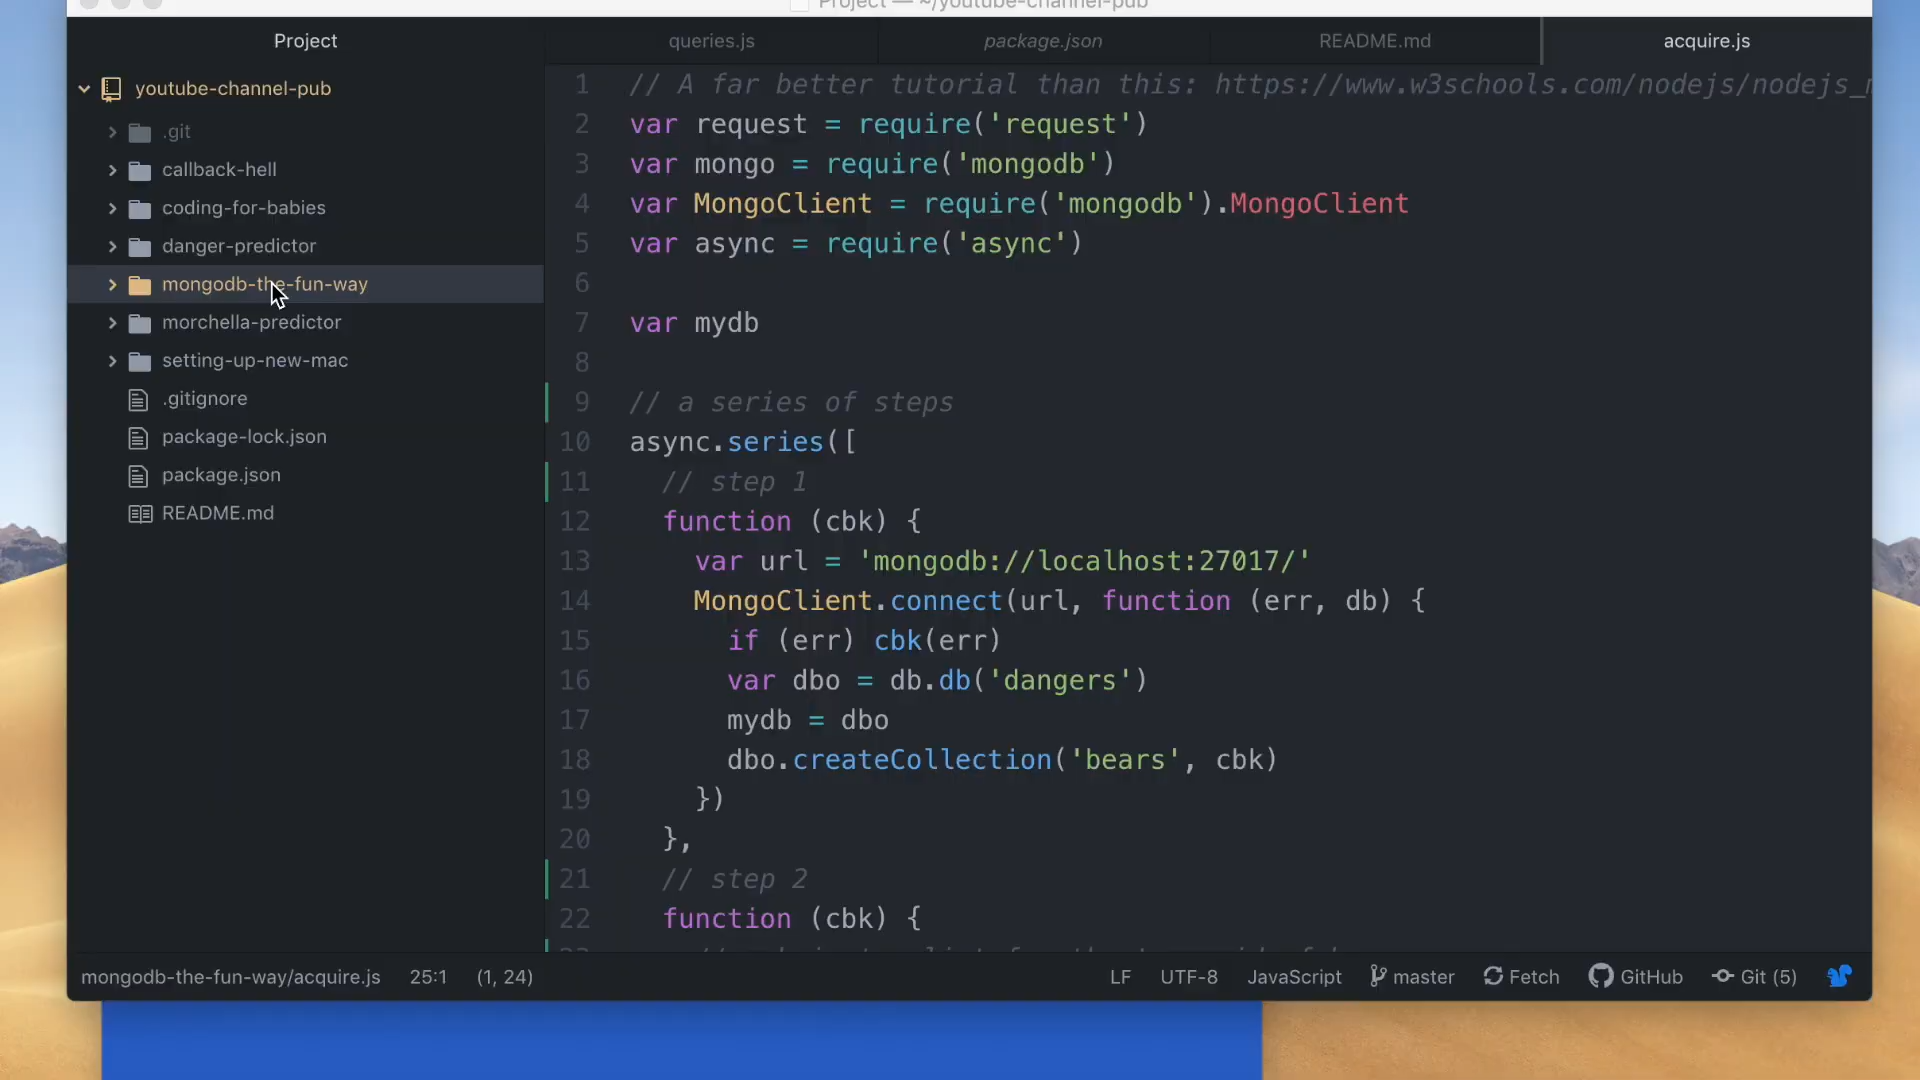 Project — ~/youtube-channel-pub
Project
queries.js
package.json
README.md
acquire.js
youtube-channel-pub
.git
callback-hell
coding-for-babies
danger-predictor
mongodb-the-fun-way
morchella-predictor
setting-up-new-mac
.gitignore
package-lock.json
package.json
README.md
1 // A far better tutorial than this: https://www.w3schools.com/nodejs/nodejs_
2 var request = require('request')
3 var mongo = require('mongodb')
4 var MongoClient = require('mongodb').MongoClient
5 var async = require('async')
6
7 var mydb
8
9 // a series of steps
10 async.series([
11 // step 1
12 function (cbk) {
13 var url = 'mongodb://localhost:27017/'
14 MongoClient.connect(url, function (err, db) {
15 if (err) cbk(err)
16 var dbo = db.db('dangers')
17 mydb = dbo
18 dbo.createCollection('bears', cbk)
19 })
20 },
21 // step 2
22 function (cbk) {
mongodb-the-fun-way/acquire.js 25:1 (1, 24)
LF UTF-8 JavaScript master Fetch GitHub Git (5)